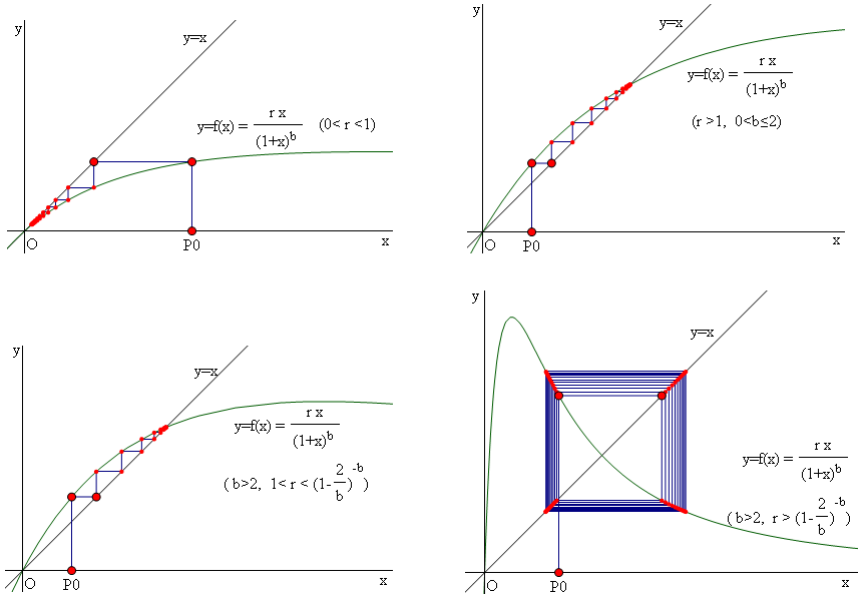 y
y=x
y=f(x) = r x / (1+x)^b (0< r <1)
O
P0
x
y
y=x
y=f(x) = r x / (1+x)^b
(r >1, 0<b≤2)
O
P0
x
y
y=x
y=f(x) = r x / (1+x)^b
( b>2, 1< r < (1-2/b)^-b )
O
P0
x
y
y=x
y=f(x) = r x / (1+x)^b
( b>2, r > (1-2/b)^-b )
O
P0
x